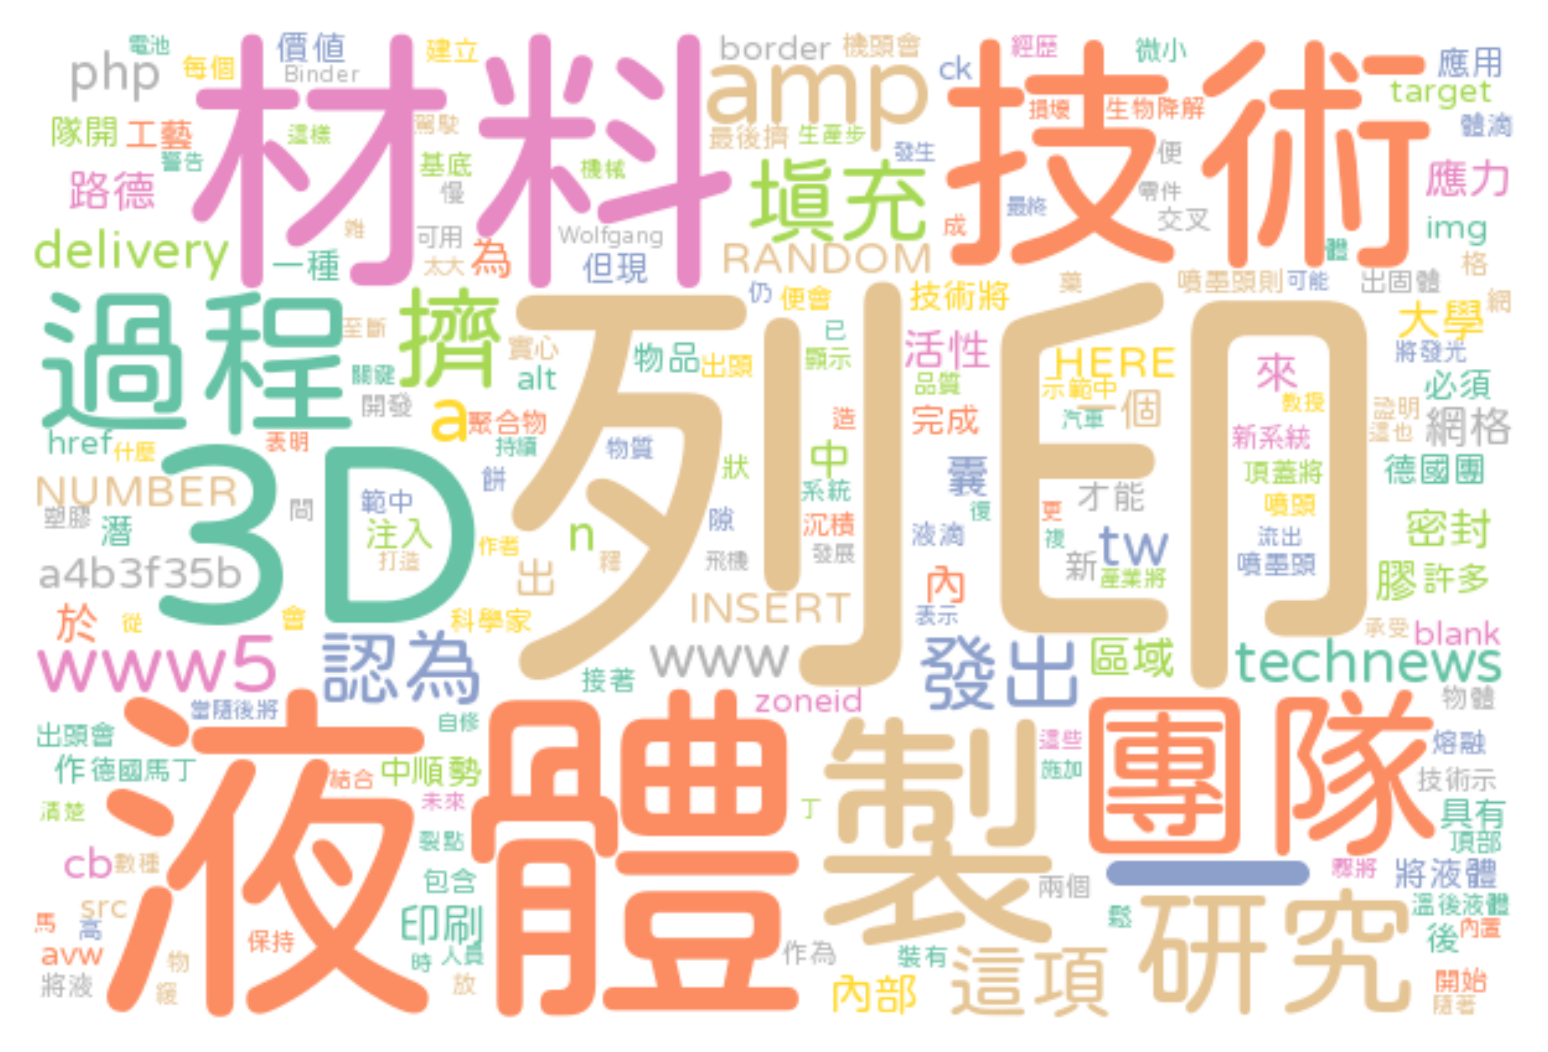 電池
價值
建立
border
機頭會
經歷
微小
php
每個
Binder
材料
amp
ck
技術
應用
target
隊開
工藝
這樣
駕駛
最後擠
生產步
損壞
生物降解
體滴
警告
基底
機械
發生
便
路德
慢
填充
最終
零件
應力
雜
可用
Wolfgang
成
交叉
img
delivery
一種
太大
為
但現
RANDOM
體
格
仍
便會
技術將
藥
噴墨頭則
可能
出固體
網
過程
至斷
擠
列印
實心
物品
出頭
已
顯示
活性
HERE
來
大學
將發光
關鍵
alt
品質
示範中
教授
必須
開發
a
聚合物
造
完成
汽車
一個
證明
這也
網格
href
什麼
表明
持續
物質
中
新系統
3D
狀
囊
頂蓋將
德國團
NUMBER
範中
餅
系統
才能
噴頭
塑膠
潛
間
注入
n
隙
沉積
復
更
密封
作者
液滴
tw
複
流出
a4b3f35b
打造
出
釋
飛機
發展
內
新
產業將
噴墨頭
膠
許多
於
從
會
科學家
INSERT
表示
承受
blank
www5
認為
接著
www
發出
區域
technews
當隨後將
zoneid
物體
出頭會
液體
自修
製
這些
團隊
熔融
作
德國馬丁
結合
中順勢
施加
技術示
清楚
未來
丁
具有
裂點
頂部
cb
數種
包含
一
驟將
將液體
src
兩個
馬
高
印刷
鬆
研究
溫後液體
avw
保持
後
內置
物
時
人員
作為
裝有
這項
將液
緩
放
內部
開始
隨著